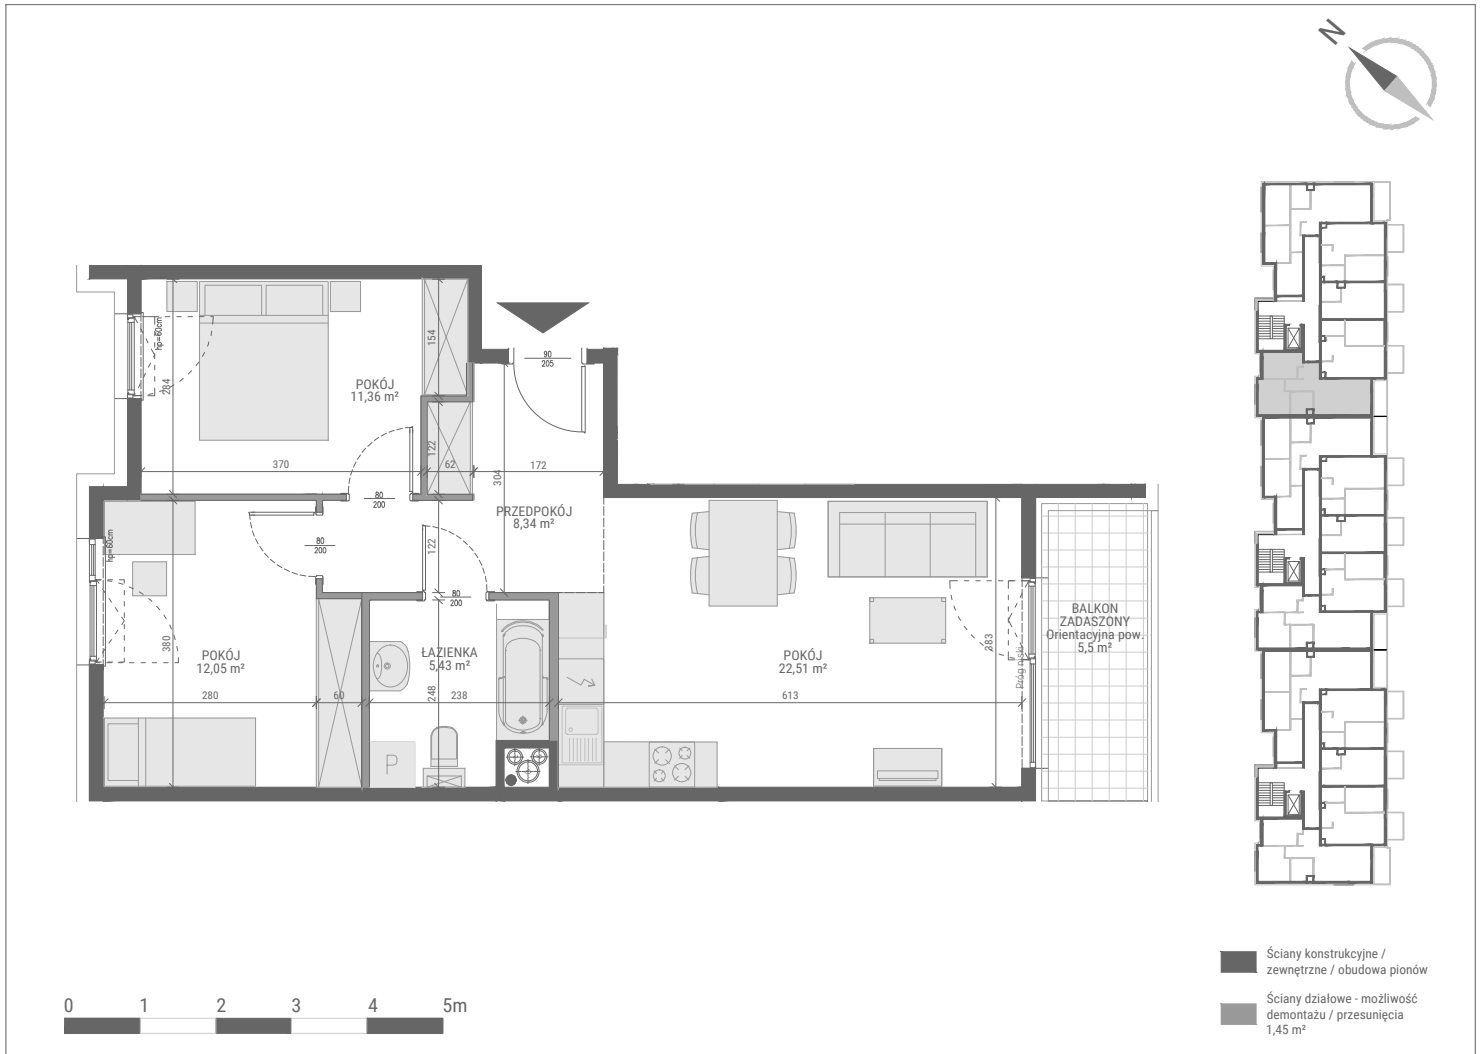 N
90
205
hp=60cm
154
284
POKÓJ
11,36 m²
122
370
62
172
304
80
200
PRZEDPOKÓJ
8,34 m²
hp=60cm
80
200
122
80
200
BALKON
ZADASZONY
Orientacyjna pow.
5,5 m²
380
POKÓJ
12,05 m²
ŁAZIENKA
5,43 m²
POKÓJ
22,51 m²
383
Próg niski
280
60
248
238
613
P
Ściany konstrukcyjne /
zewnętrzne / obudowa pionów
Ściany działowe - możliwość
demontażu / przesunięcia
1,45 m²
0 1 2 3 4 5m